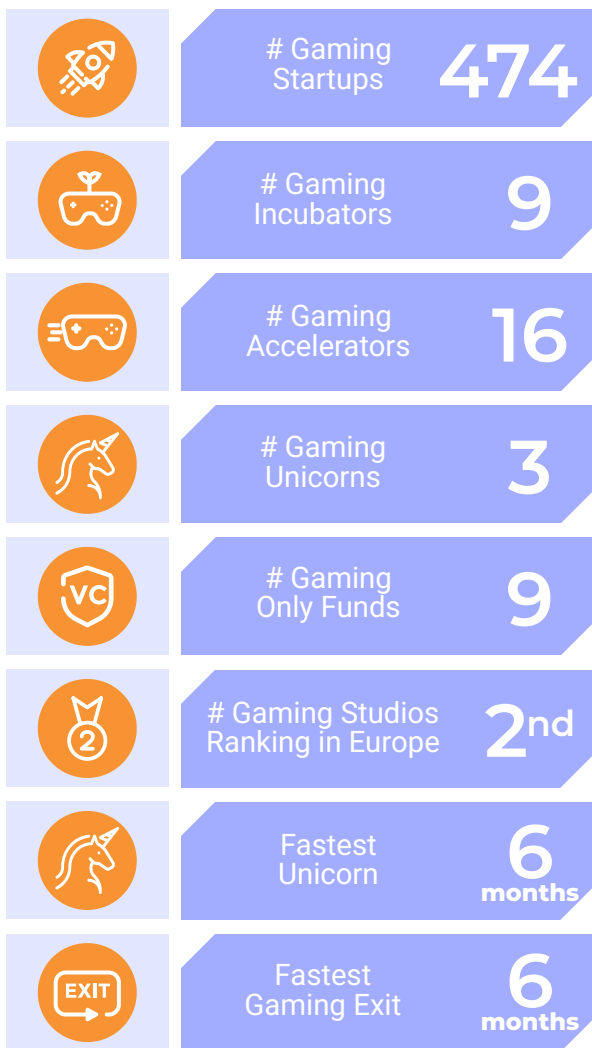 # Gaming
Startups
474
# Gaming
Incubators
9
# Gaming
Accelerators
16
# Gaming
Unicorns
3
VC
# Gaming
Only Funds
9
2
# Gaming Studios
Ranking in Europe
2nd
Fastest
Unicorn
6
months
EXIT
Fastest
Gaming Exit
6
months